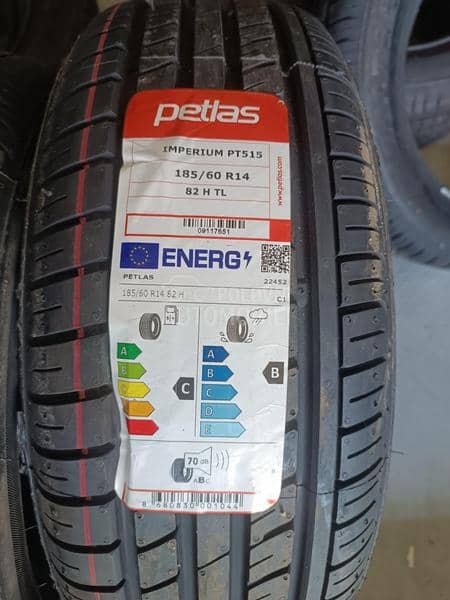 petlas
IMPERIUM PT515
185/60 R14
82 H TL
www.petlas.com
09117651
ENERG
PETLAS 22452
185/60 R14 82 H C1
A A
B B B
C C C
D D
E E
70 dB
ABC
8 680830 001044